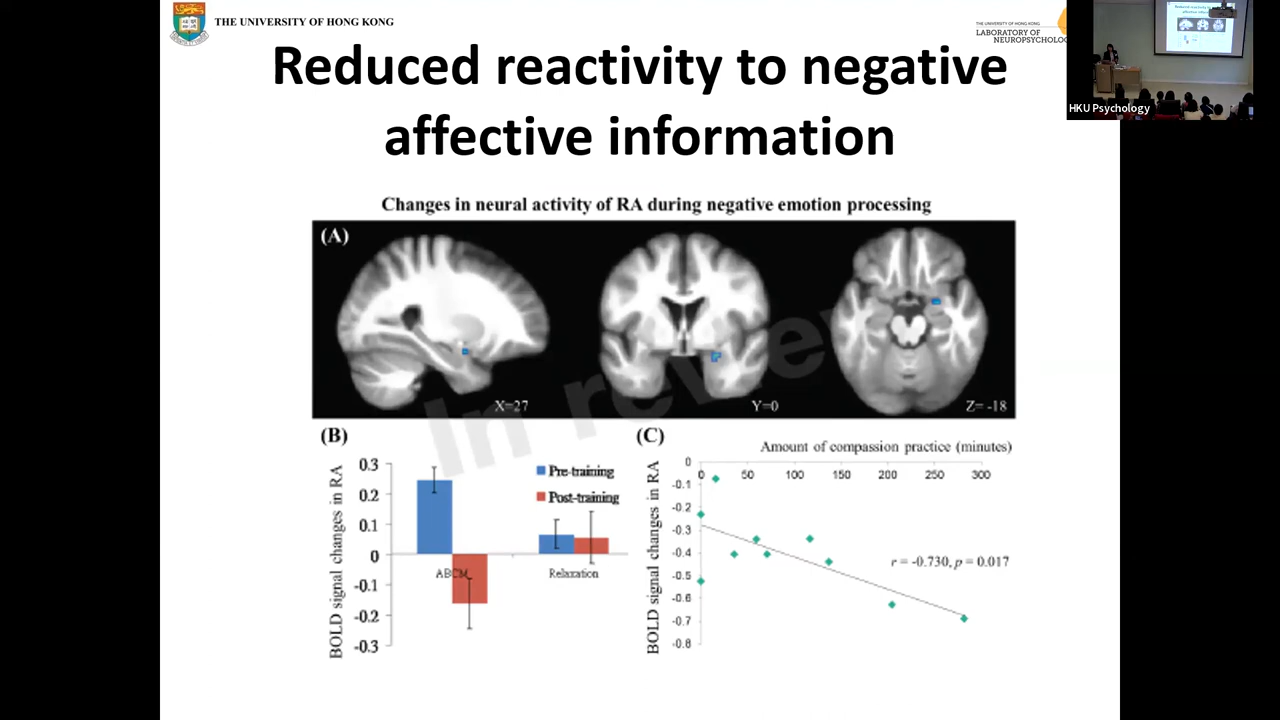 THE UNIVERSITY OF HONG KONG
THE UNIVERSITY OF HONG KONG
LABORATORY OF
NEUROPSYCHOLO
Reduced reactivity to negative
affective information
HKU Psychology
Changes in neural activity of RA during negative emotion processing
(A)
In review
X=27
Y=0
Z= -18
(B)
BOLD signal changes in RA
0.3
0.2
0.1
0
-0.1
-0.2
-0.3
Pre-training
Post-training
ABCM
Relaxation
(C)
Amount of compassion practice (minutes)
BOLD signal changes in RA
0
0 50 100 150 200 250 300
-0.1
-0.2
-0.3
-0.4
-0.5
-0.6
-0.7
-0.8
r = -0.730, p = 0.017